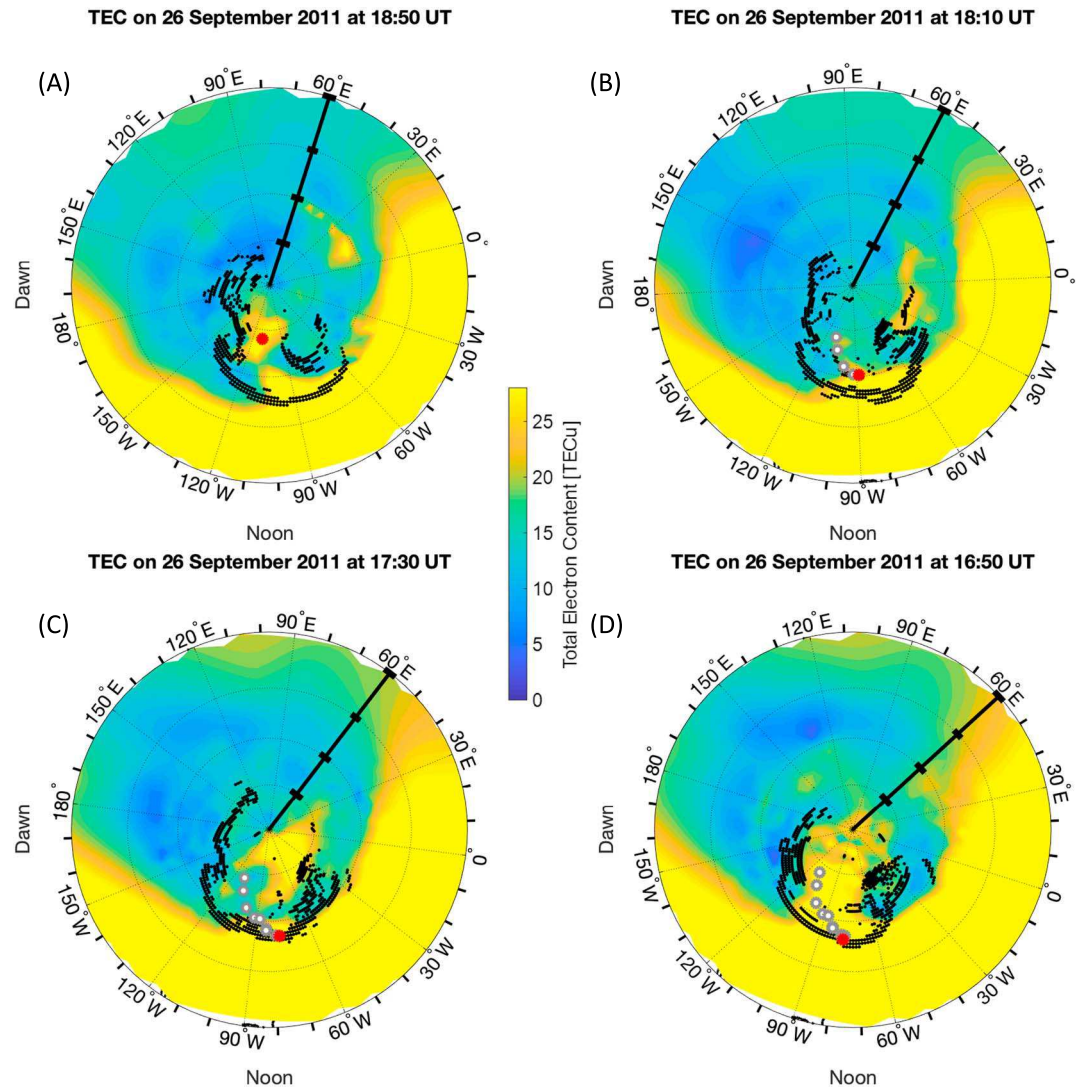 TEC on 26 September 2011 at 18:50 UT
TEC on 26 September 2011 at 18:10 UT
(A)
90°E
60°E
120°E
30°E
150°E
0°
Dawn
180°
30°W
150°W
60°W
120°W
90°W
Noon
(B)
90°E
60°E
120°E
30°E
150°E
0°
Dawn
180°
150°W
30°W
120°W
60°W
90°W
Noon
25
20
15
10
5
0
Total Electron Content [TECu]
TEC on 26 September 2011 at 17:30 UT
TEC on 26 September 2011 at 16:50 UT
(C)
120°E
90°E
60°E
150°E
30°E
180°
Dawn
0°
150°W
120°W
30°W
90°W
60°W
Noon
(D)
120°E
90°E
60°E
150°E
180°
30°E
Dawn
150°W
0°
120°W
30°W
90°W
60°W
Noon